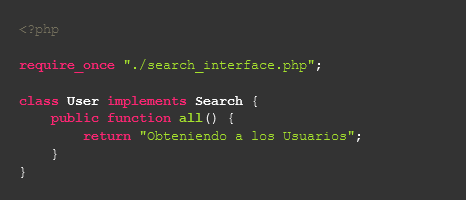 <?php
require_once "./search_interface.php";
class User implements Search {
public function all() {
return "Obteniendo a los Usuarios";
}
}